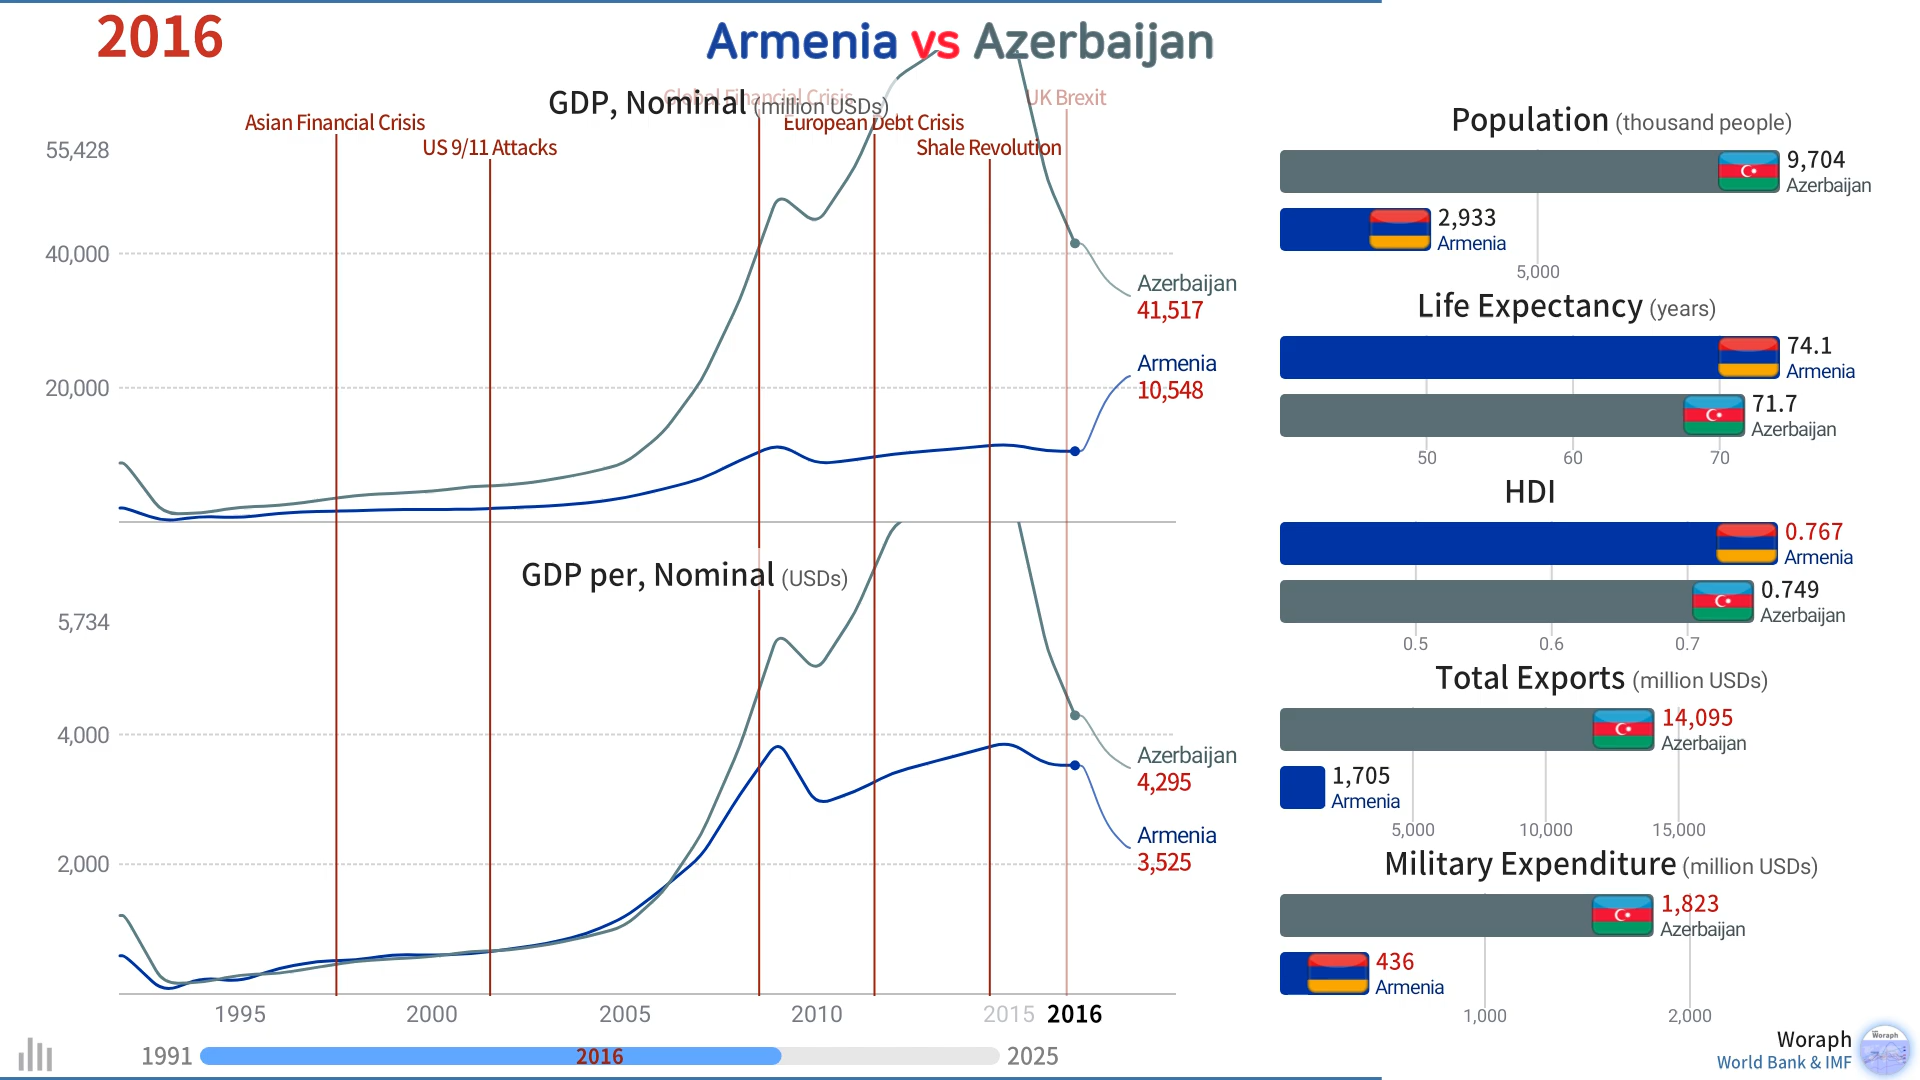 2016
Armenia vs Azerbaijan
GDP, Nominal (million USDs)
Global Financial Crisis
UK Brexit
Asian Financial Crisis
European Debt Crisis
US 9/11 Attacks
Shale Revolution
55,428
40,000
20,000
Azerbaijan
41,517
Armenia
10,548
GDP per, Nominal (USDs)
5,734
4,000
2,000
Azerbaijan
4,295
Armenia
3,525
1995 2000 2005 2010 2015 2016
1991 2016 2025
Population (thousand people)
9,704
Azerbaijan
2,933
Armenia
5,000
Life Expectancy (years)
74.1
Armenia
71.7
Azerbaijan
50 60 70
HDI
0.767
Armenia
0.749
Azerbaijan
0.5 0.6 0.7
Total Exports (million USDs)
14,095
Azerbaijan
1,705
Armenia
5,000 10,000 15,000
Military Expenditure (million USDs)
1,823
Azerbaijan
436
Armenia
1,000 2,000
Woraph
World Bank & IMF
Woraph